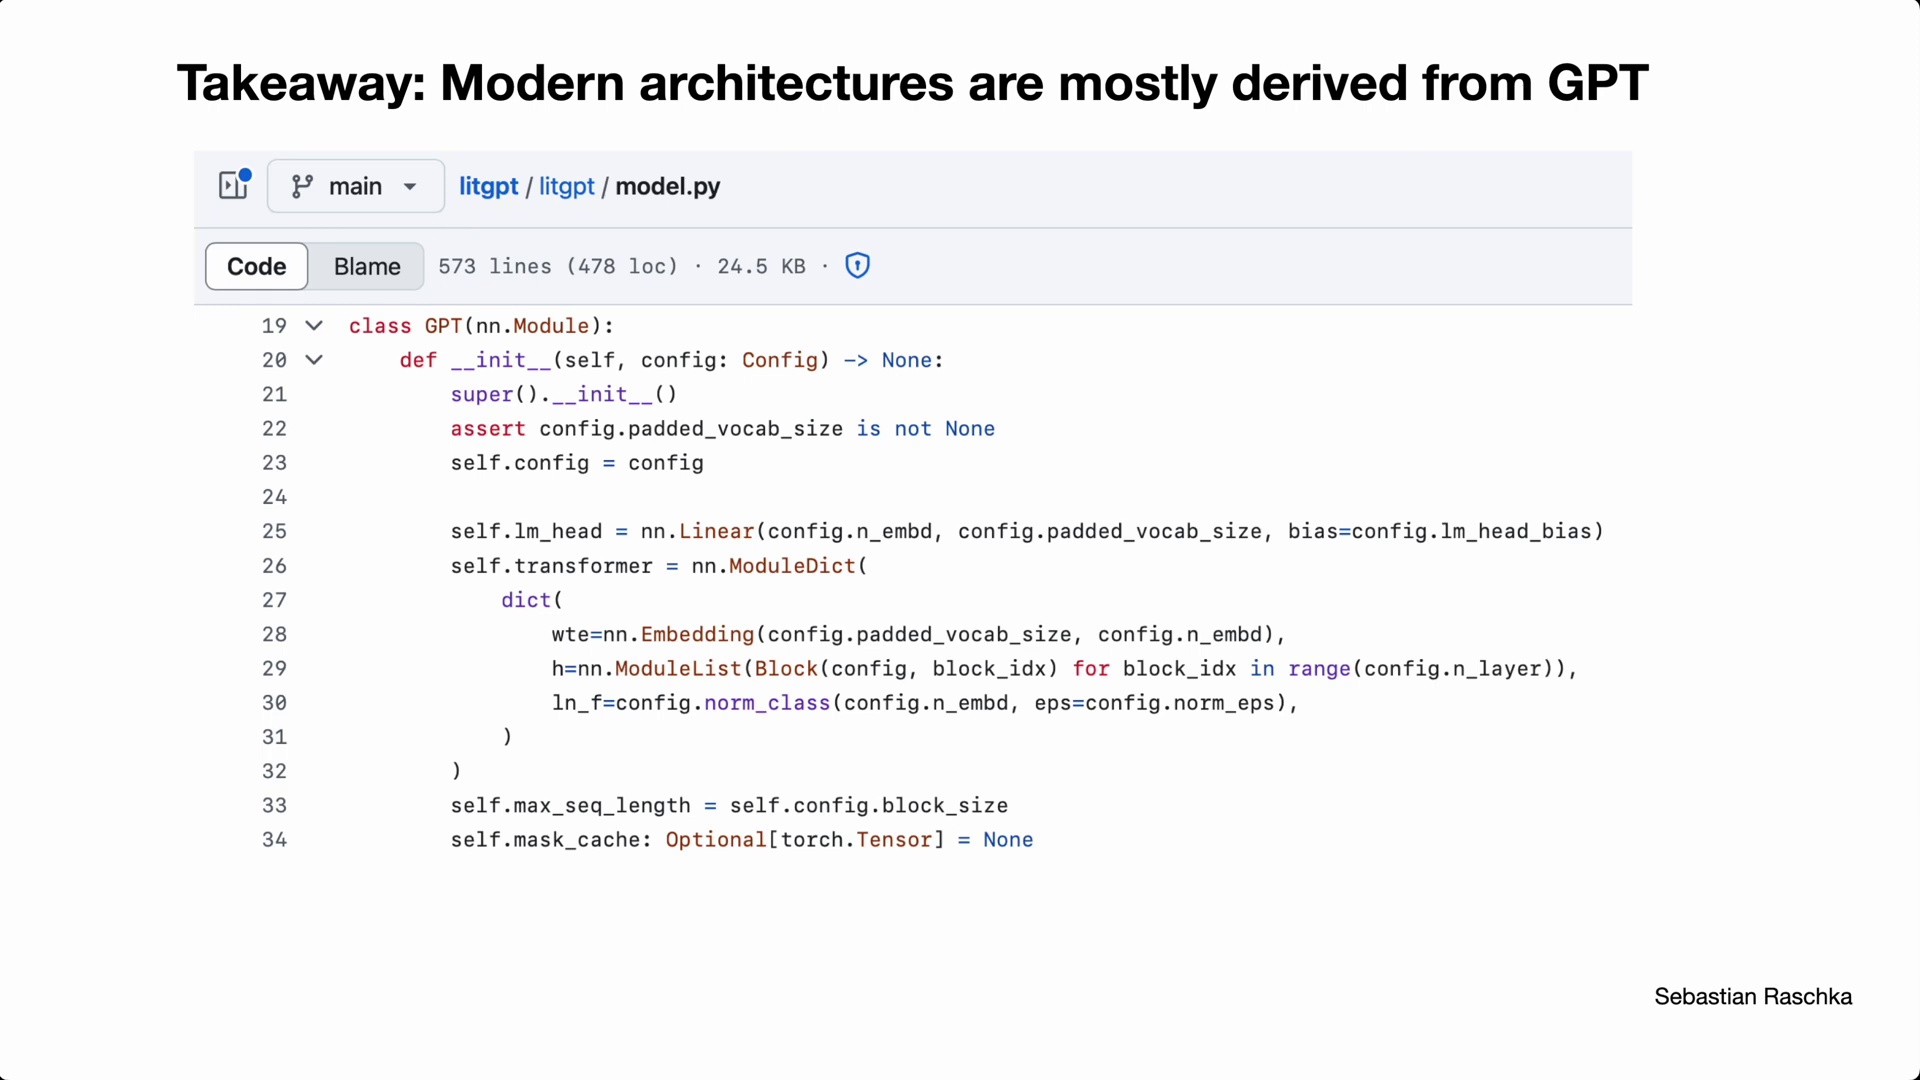 Takeaway: Modern architectures are mostly derived from GPT
main litgpt / litgpt / model.py
Code Blame 573 lines (478 loc) · 24.5 KB ·
19 class GPT(nn.Module):
20     def __init__(self, config: Config) -> None:
21         super().__init__()
22         assert config.padded_vocab_size is not None
23         self.config = config
24
25         self.lm_head = nn.Linear(config.n_embd, config.padded_vocab_size, bias=config.lm_head_bias)
26         self.transformer = nn.ModuleDict(
27             dict(
28                 wte=nn.Embedding(config.padded_vocab_size, config.n_embd),
29                 h=nn.ModuleList(Block(config, block_idx) for block_idx in range(config.n_layer)),
30                 ln_f=config.norm_class(config.n_embd, eps=config.norm_eps),
31             )
32         )
33         self.max_seq_length = self.config.block_size
34         self.mask_cache: Optional[torch.Tensor] = None
Sebastian Raschka